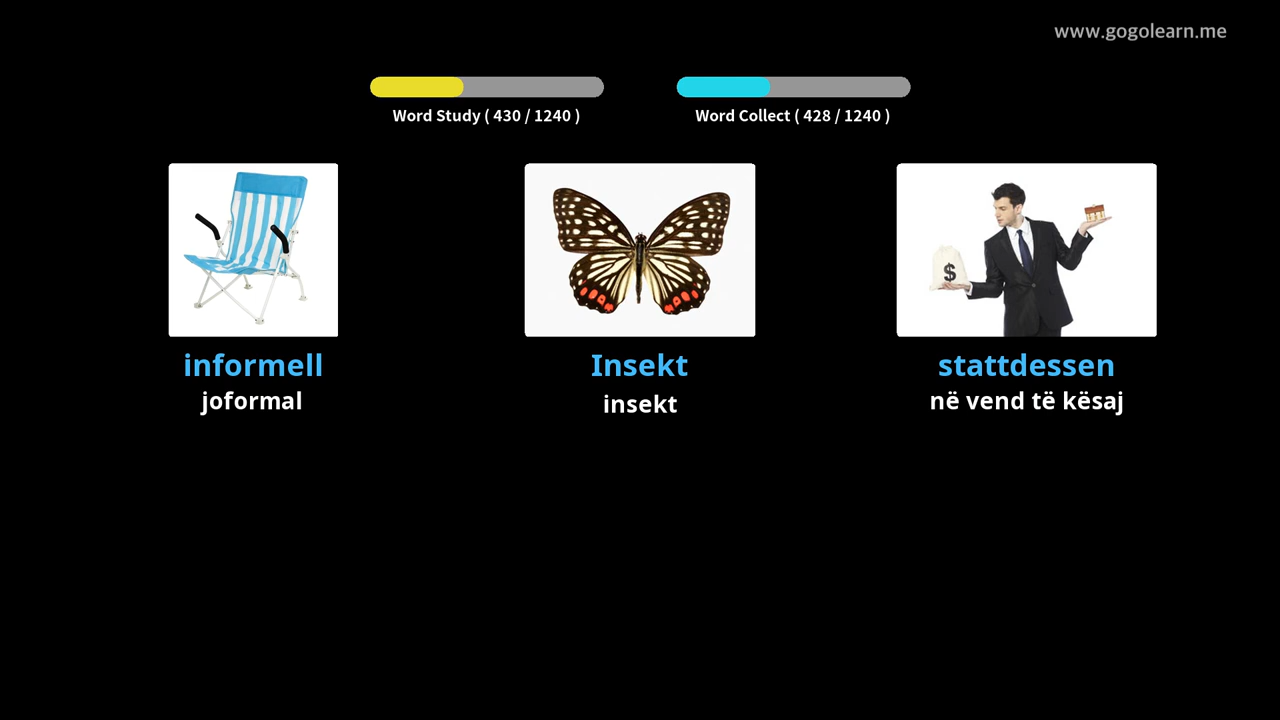 www.gogolearn.me
Word Study ( 430 / 1240 )
Word Collect ( 428 / 1240 )
$
informell
joformal
Insekt
insekt
stattdessen
në vend të kësaj